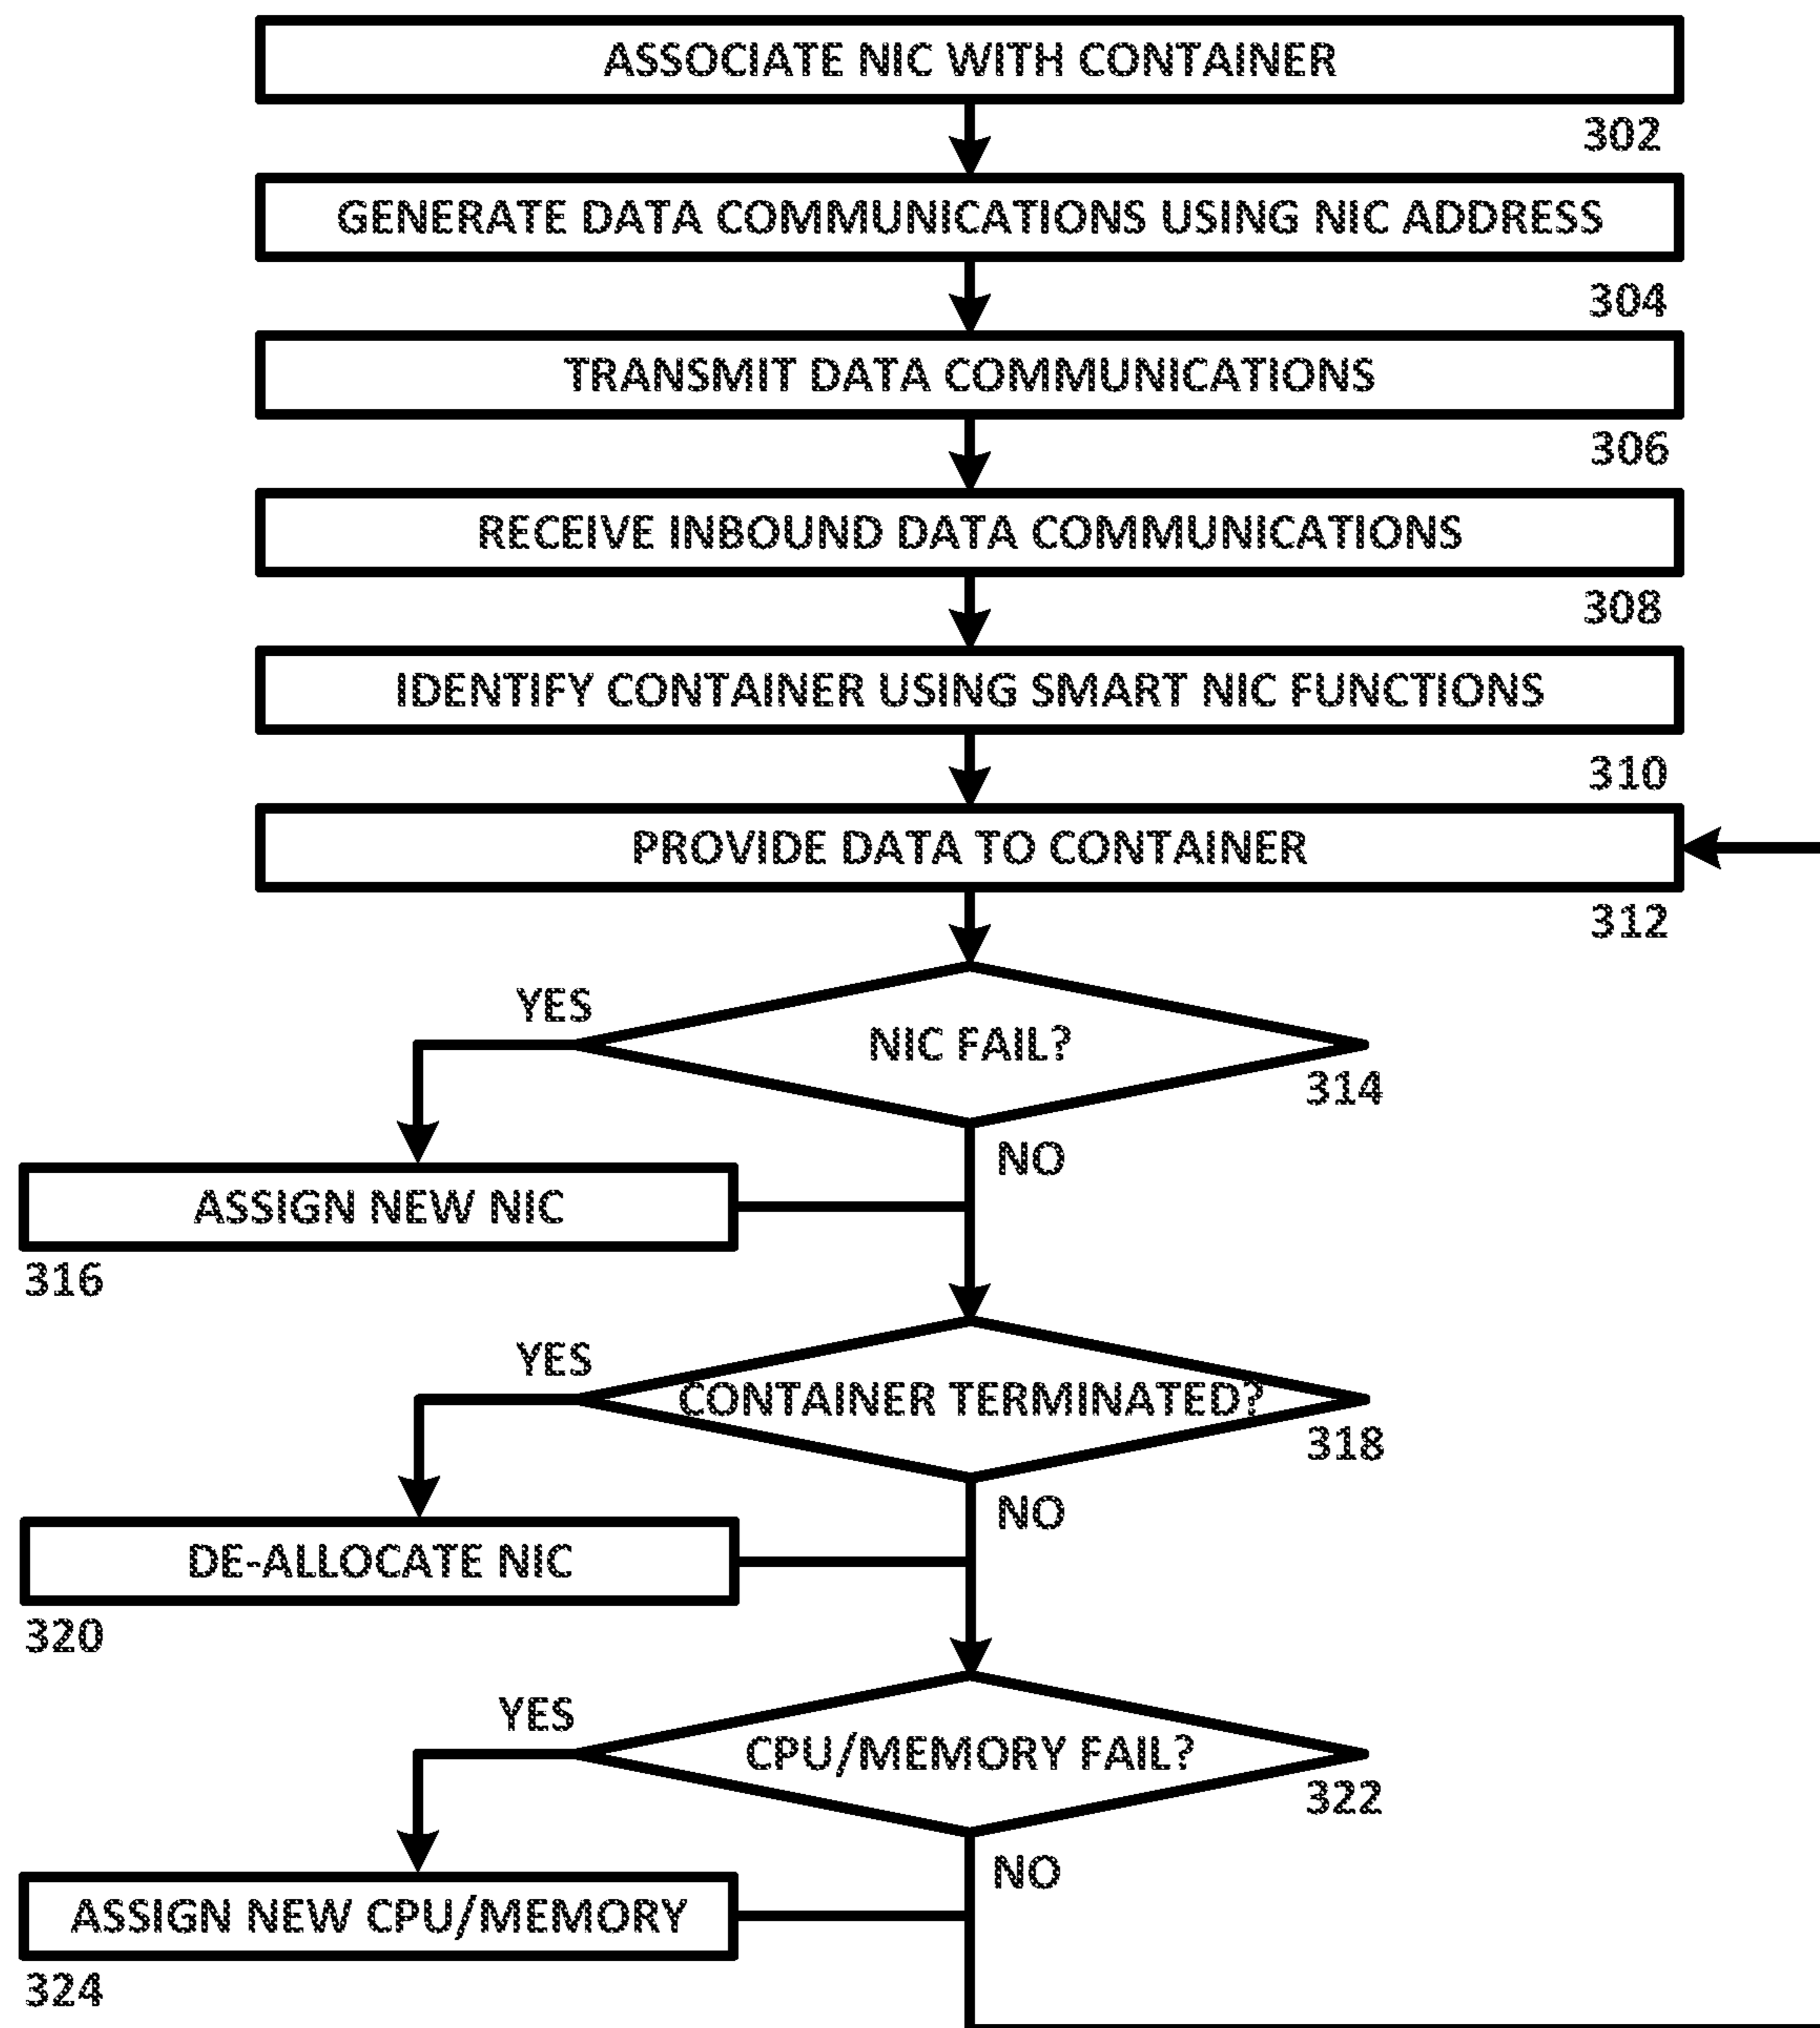 ASSOCIATE NIC WITH CONTAINER
302
GENERATE DATA COMMUNICATIONS USING NIC ADDRESS
304
TRANSMIT DATA COMMUNICATIONS
306
RECEIVE INBOUND DATA COMMUNICATIONS
308
IDENTIFY CONTAINER USING SMART NIC FUNCTIONS
310
PROVIDE DATA TO CONTAINER
312
YES
NIC FAIL?
314
NO
ASSIGN NEW NIC
316
YES
CONTAINER TERMINATED?
318
NO
DE-ALLOCATE NIC
320
YES
CPU/MEMORY FAIL?
322
NO
ASSIGN NEW CPU/MEMORY
324